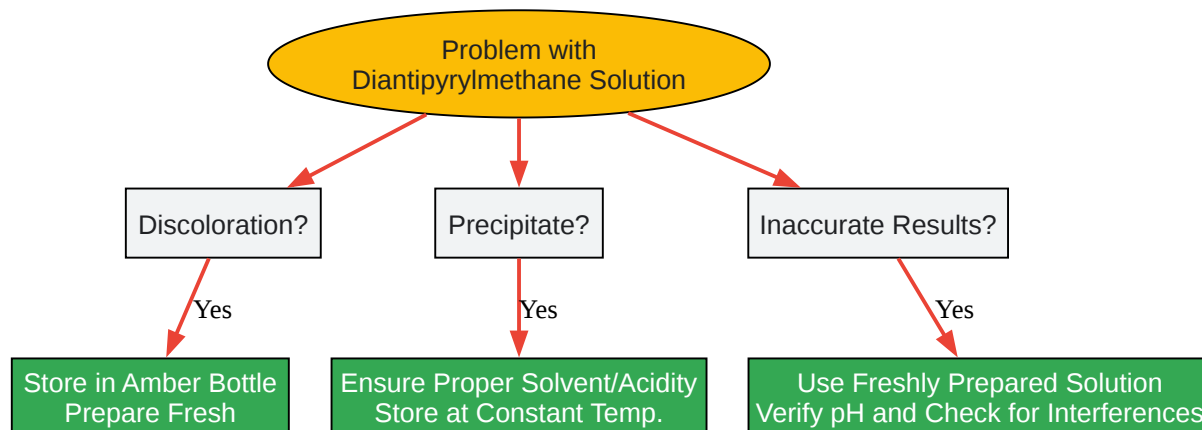 Problem with
Diantipyrylmethane Solution
Discoloration?
Precipitate?
Inaccurate Results?
Yes
Yes
Yes
Store in Amber Bottle
Prepare Fresh
Ensure Proper Solvent/Acidity
Store at Constant Temp.
Use Freshly Prepared Solution
Verify pH and Check for Interferences